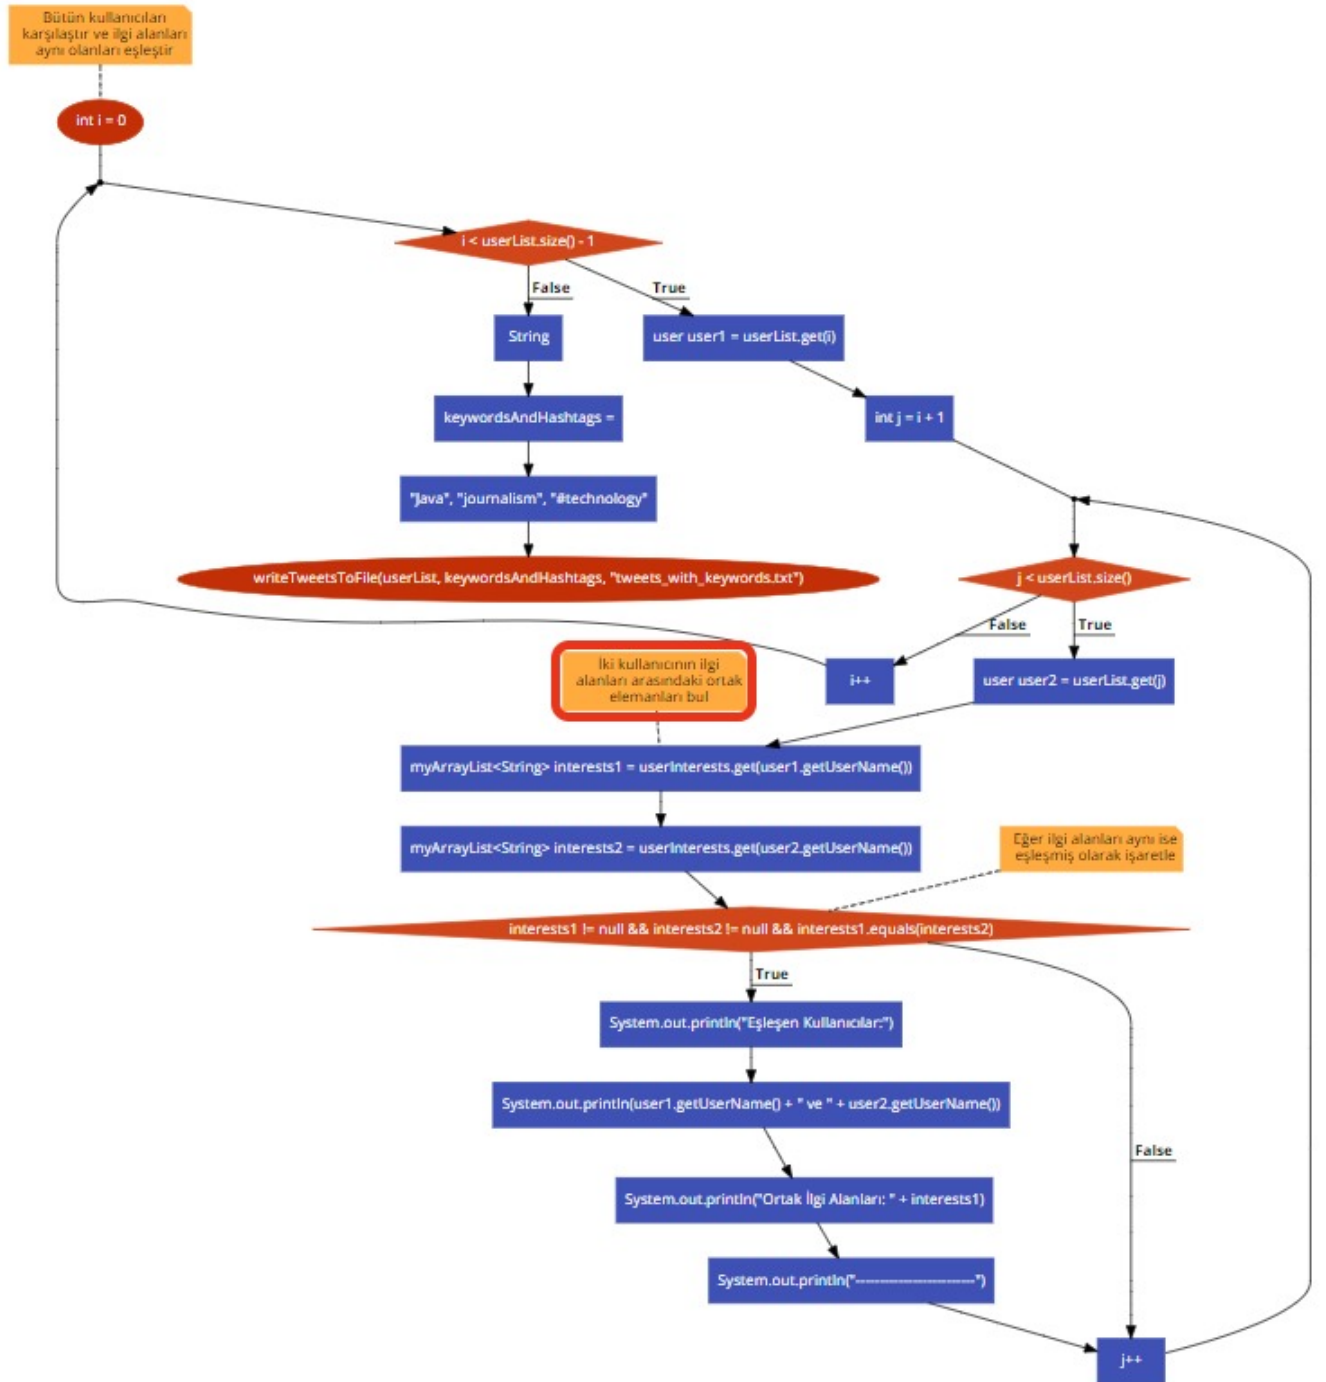 Bütün kullanıcıları
karşılaştır ve ilgi alanları
aynı olanları eşleştir
int i = 0
i < userList.size() - 1
False
True
String
user user1 = userList.get(i)
keywordsAndHashtags =
int j = i + 1
"Java", "journalism", "#technology"
writeTweetsToFile(userList, keywordsAndHashtags, "tweets_with_keywords.txt")
j < userList.size()
False
True
İki kullanıcının ilgi
alanları arasındaki ortak
elemanları bul
i++
user user2 = userList.get(j)
myArrayList<String> interests1 = userInterests.get(user1.getUserName())
myArrayList<String> interests2 = userInterests.get(user2.getUserName())
Eğer ilgi alanları aynı ise
eşleşmiş olarak işaretle
interests1 != null && interests2 != null && interests1.equals(interests2)
True
System.out.println("Eşleşen Kullanıcılar:")
System.out.println(user1.getUserName() + " ve " + user2.getUserName())
False
System.out.println("Ortak İlgi Alanları: " + interests1)
System.out.println("--------------------------")
j++